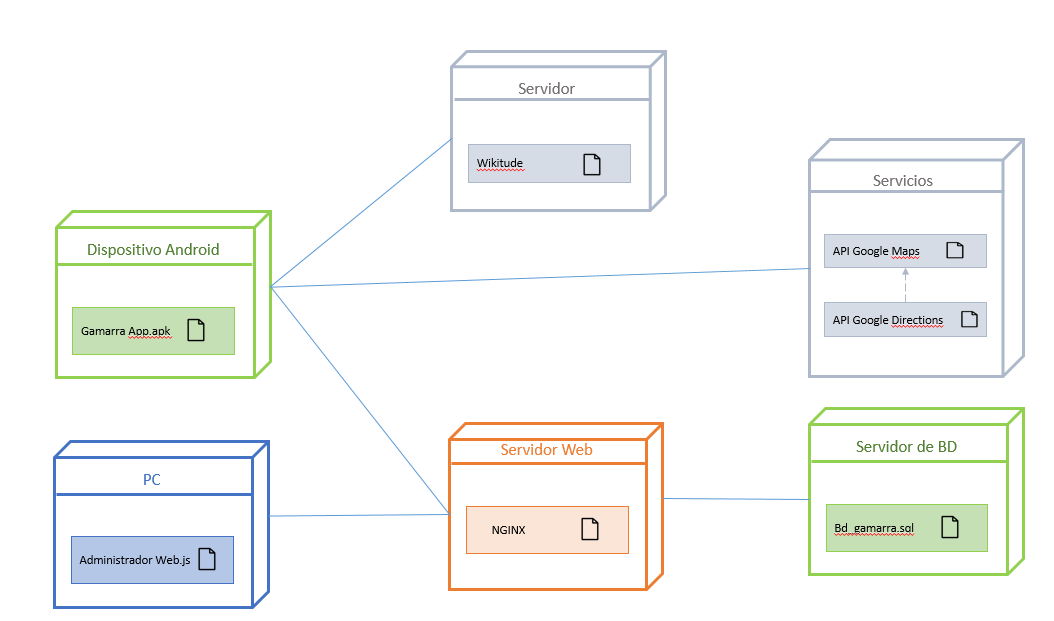 Servidor
Wikitude
Servicios
API Google Maps
API Google Directions
Dispositivo Android
Gamarra App.apk
PC
Administrador Web.js
Servidor Web
NGINX
Servidor de BD
Bd_gamarra.sql